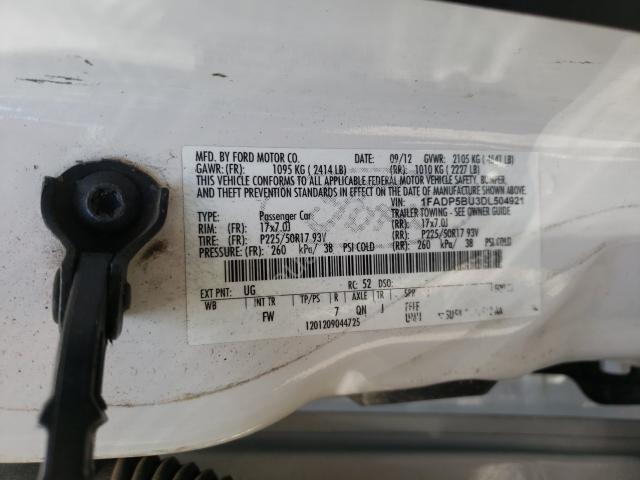 MFD. BY FORD MOTOR CO. DATE: 09/12 GVWR: 2105 KG ( 4641 LB)
GAWR: (FR): 1095 KG ( 2414 LB) (RR): 1010 KG ( 2227 LB)
THIS VEHICLE CONFORMS TO ALL APPLICABLE FEDERAL MOTOR VEHICLE SAFETY, BUMPER,
AND THEFT PREVENTION STANDARDS IN EFFECT ON THE DATE OF MANUFACTURE SHOWN ABOVE.
VIN: 1FADP5BU3DL504921
TYPE: Passenger Car TRAILER TOWING - SEE OWNER GUIDE
RIM: (FR): 17x7.0J (RR): 17x7.0J
TIRE: (FR): P225/50R17 93V (RR): P225/50R17 93V
PRESSURE: (FR): 260 kPa/ 38 PSI COLD (RR): 260 kPa/ 38 PSI COLD
EXT PNT: UG RC: 52 DSO:
WB INT TR TP/PS R AXLE TR SPR
FW 7 QN J
1201209044725